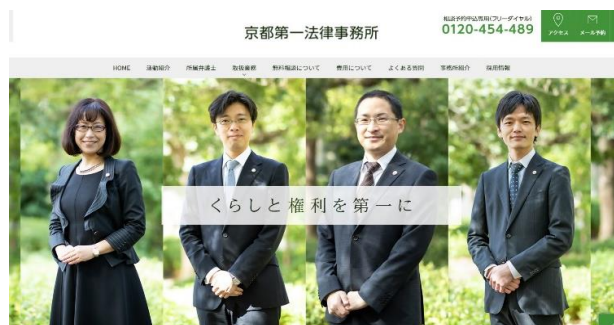 京都第一法律事務所
相談予約申込専用(フリーダイヤル)
0120-454-489
アクセス
メール予約
HOME 活動紹介 所属弁護士 取扱業務 無料相談について 費用について よくある質問 事務所紹介 採用情報
くらしと権利を第一に